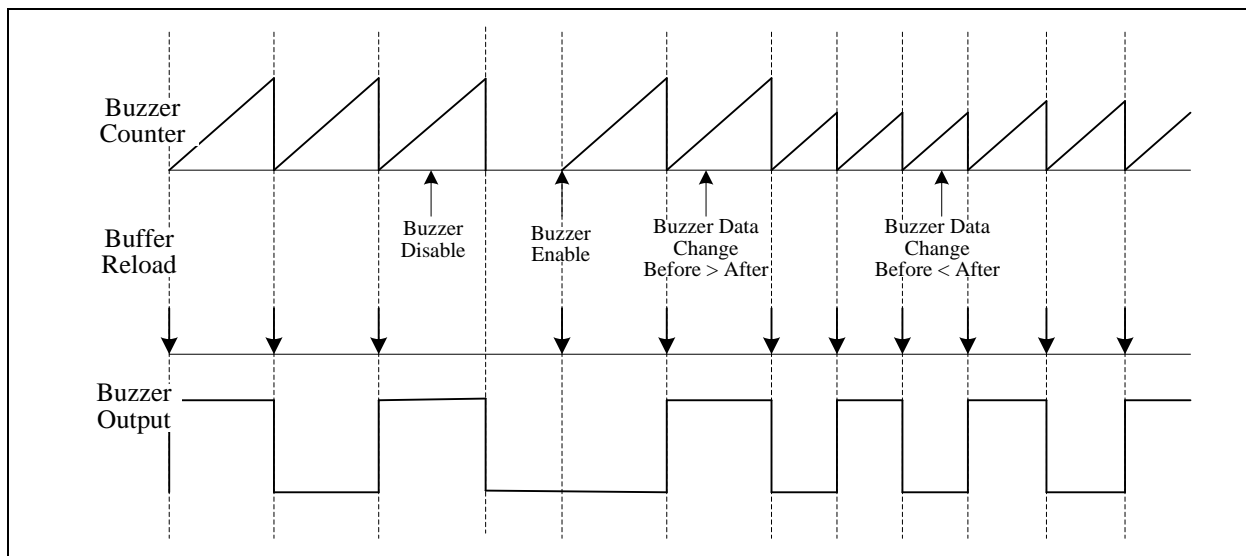 Buzzer
Counter
Buzzer
Disable
Buzzer
Enable
Buzzer Data
Change
Before > After
Buzzer Data
Change
Before < After
Buffer
Reload
Buzzer
Output